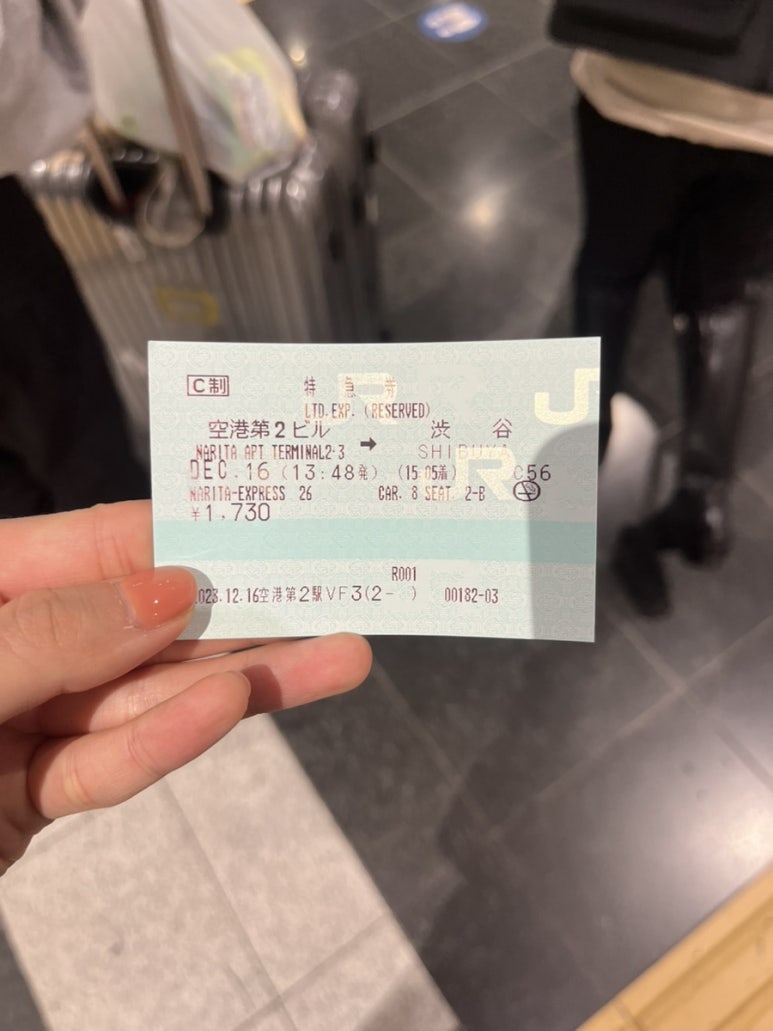 C制 特急券
LTD.EXP. (RESERVED)
空港第2ビル ➡ 渋谷
NARITA APT TERMINAL2·3 SHIBUYA
DEC.16 (13:48発) (15:05着) C56
NARITA-EXPRESS 26 CAR. 8 SEAT. 2-B
¥1,730
R001
12.16空港第2駅VF3(2- ) 00182-03